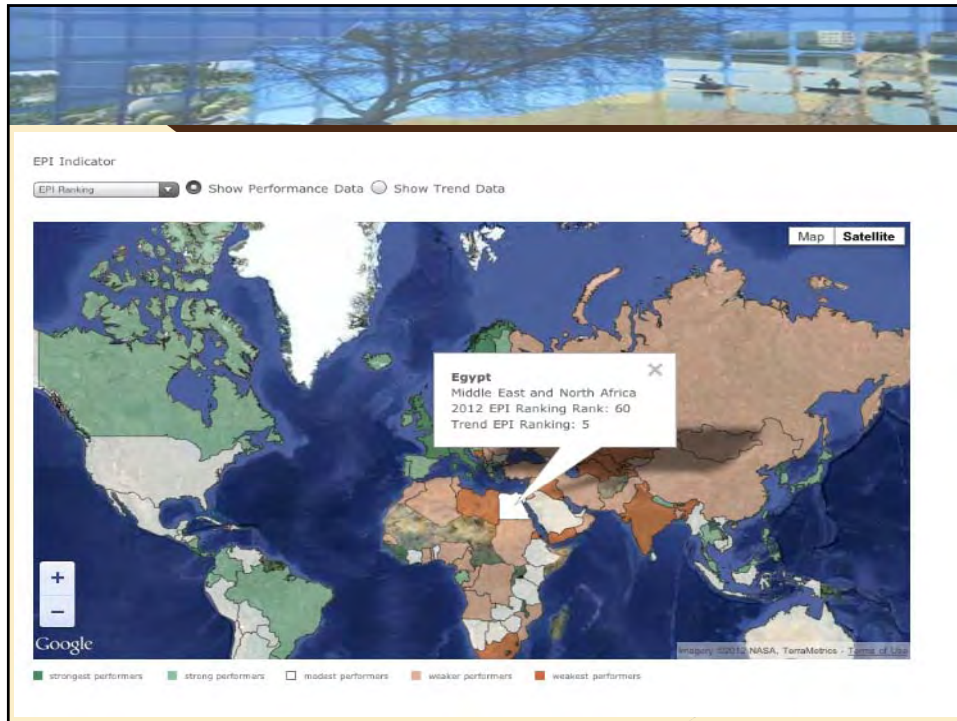 EPI Indicator
EPI Ranking Show Performance Data Show Trend Data
Map Satellite
Egypt
Middle East and North Africa
2012 EPI Ranking Rank: 60
Trend EPI Ranking: 5
+
−
Google
Imagery ©2012 NASA, TerraMetrics - Terms of Use
strongest performers strong performers modest performers weaker performers weakest performers